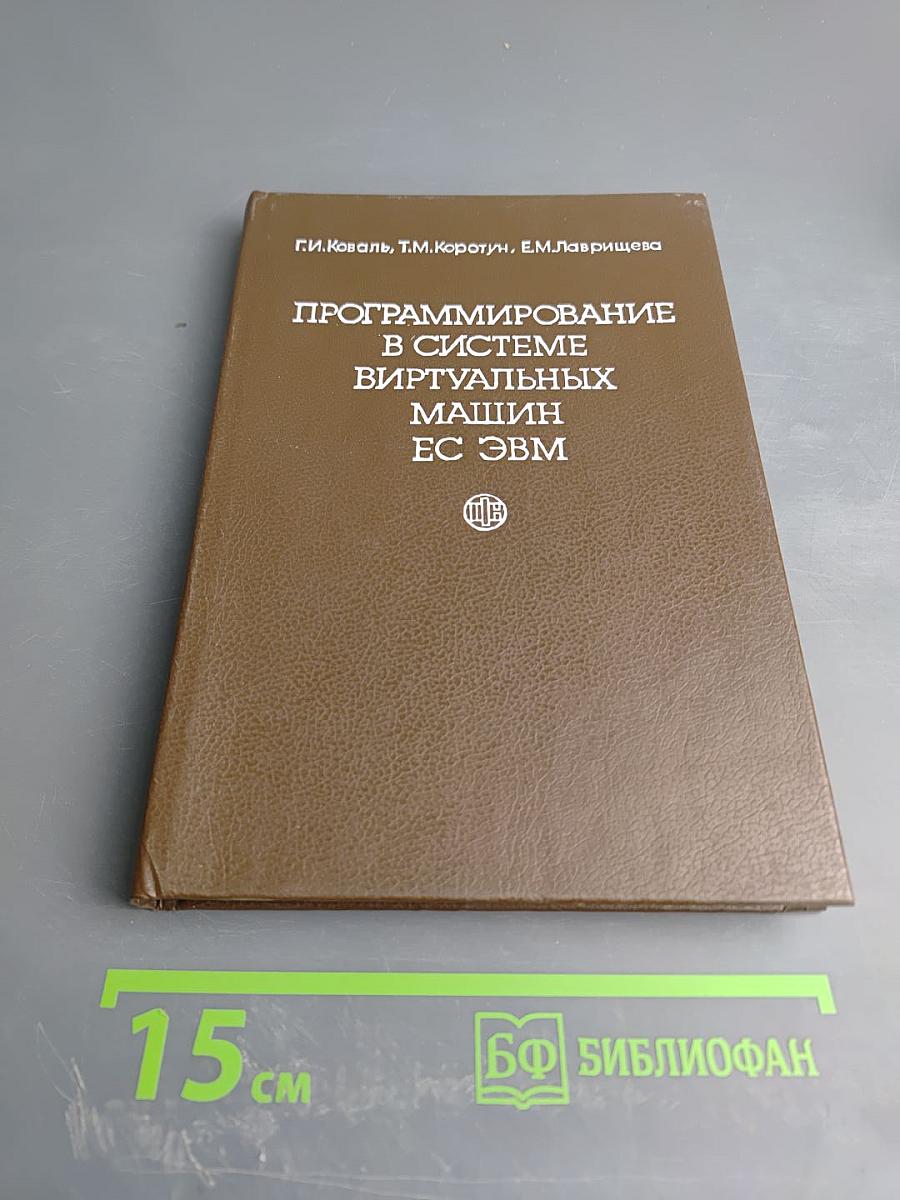 Г.И.Коваль, Т.М.Коротун, Е.М.Лаврищева
ПРОГРАММИРОВАНИЕ
В СИСТЕМЕ
ВИРТУАЛЬНЫХ
МАШИН
ЕС ЭВМ
15 см
БФ БИБЛИОФАН